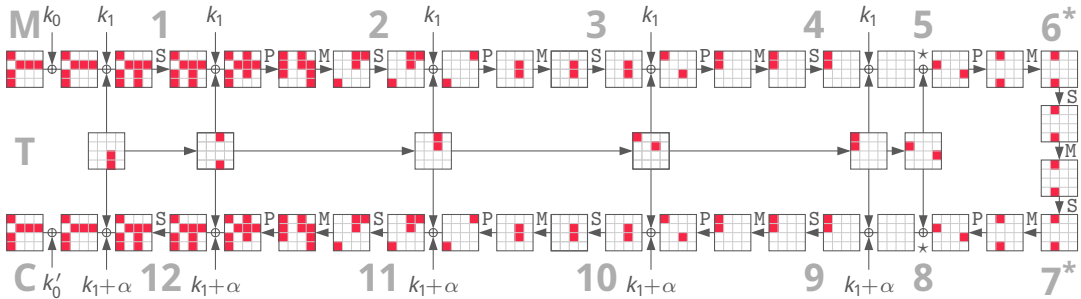 M k₀ k₁ 1 k₁ 2 k₁ 3 k₁ 4 k₁ 5 6*
S P M S P M S P M S ⋆ P M
S
T M
S
S P M S P M S P M S ⋆ P M
C k₀′ k₁+α 12 k₁+α 11 k₁+α 10 k₁+α 9 k₁+α 8 7*